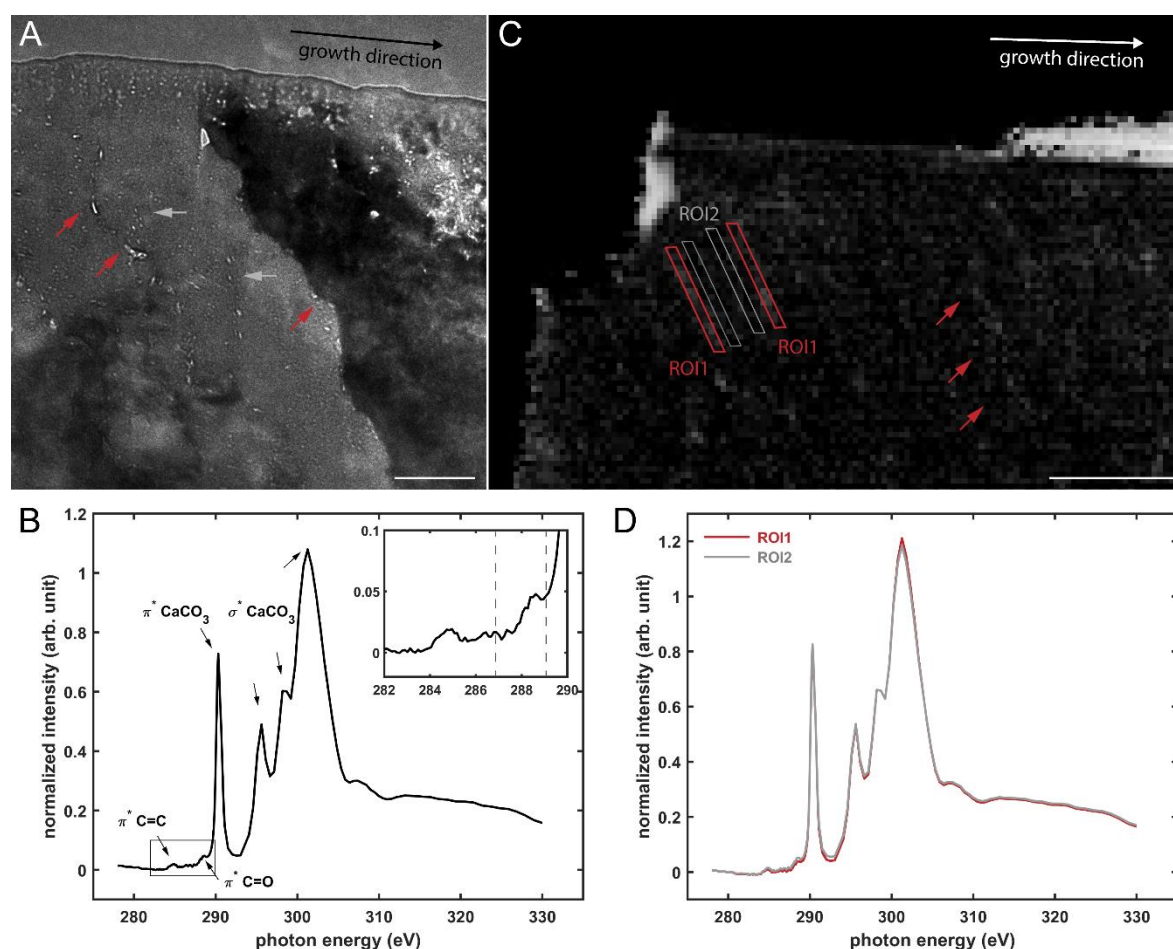 A
growth direction
C
growth direction
ROI2
ROI1
ROI1
B
1.2
1
0.8
0.6
0.4
0.2
0
normalized intensity (arb. unit)
π* CaCO3
σ* CaCO3
π* C=C
π* C=O
0.1
0.05
0
282 284 286 288 290
280 290 300 310 320 330
photon energy (eV)
D
ROI1
ROI2
1.2
1
0.8
0.6
0.4
0.2
0
normalized intensity (arb. unit)
280 290 300 310 320 330
photon energy (eV)